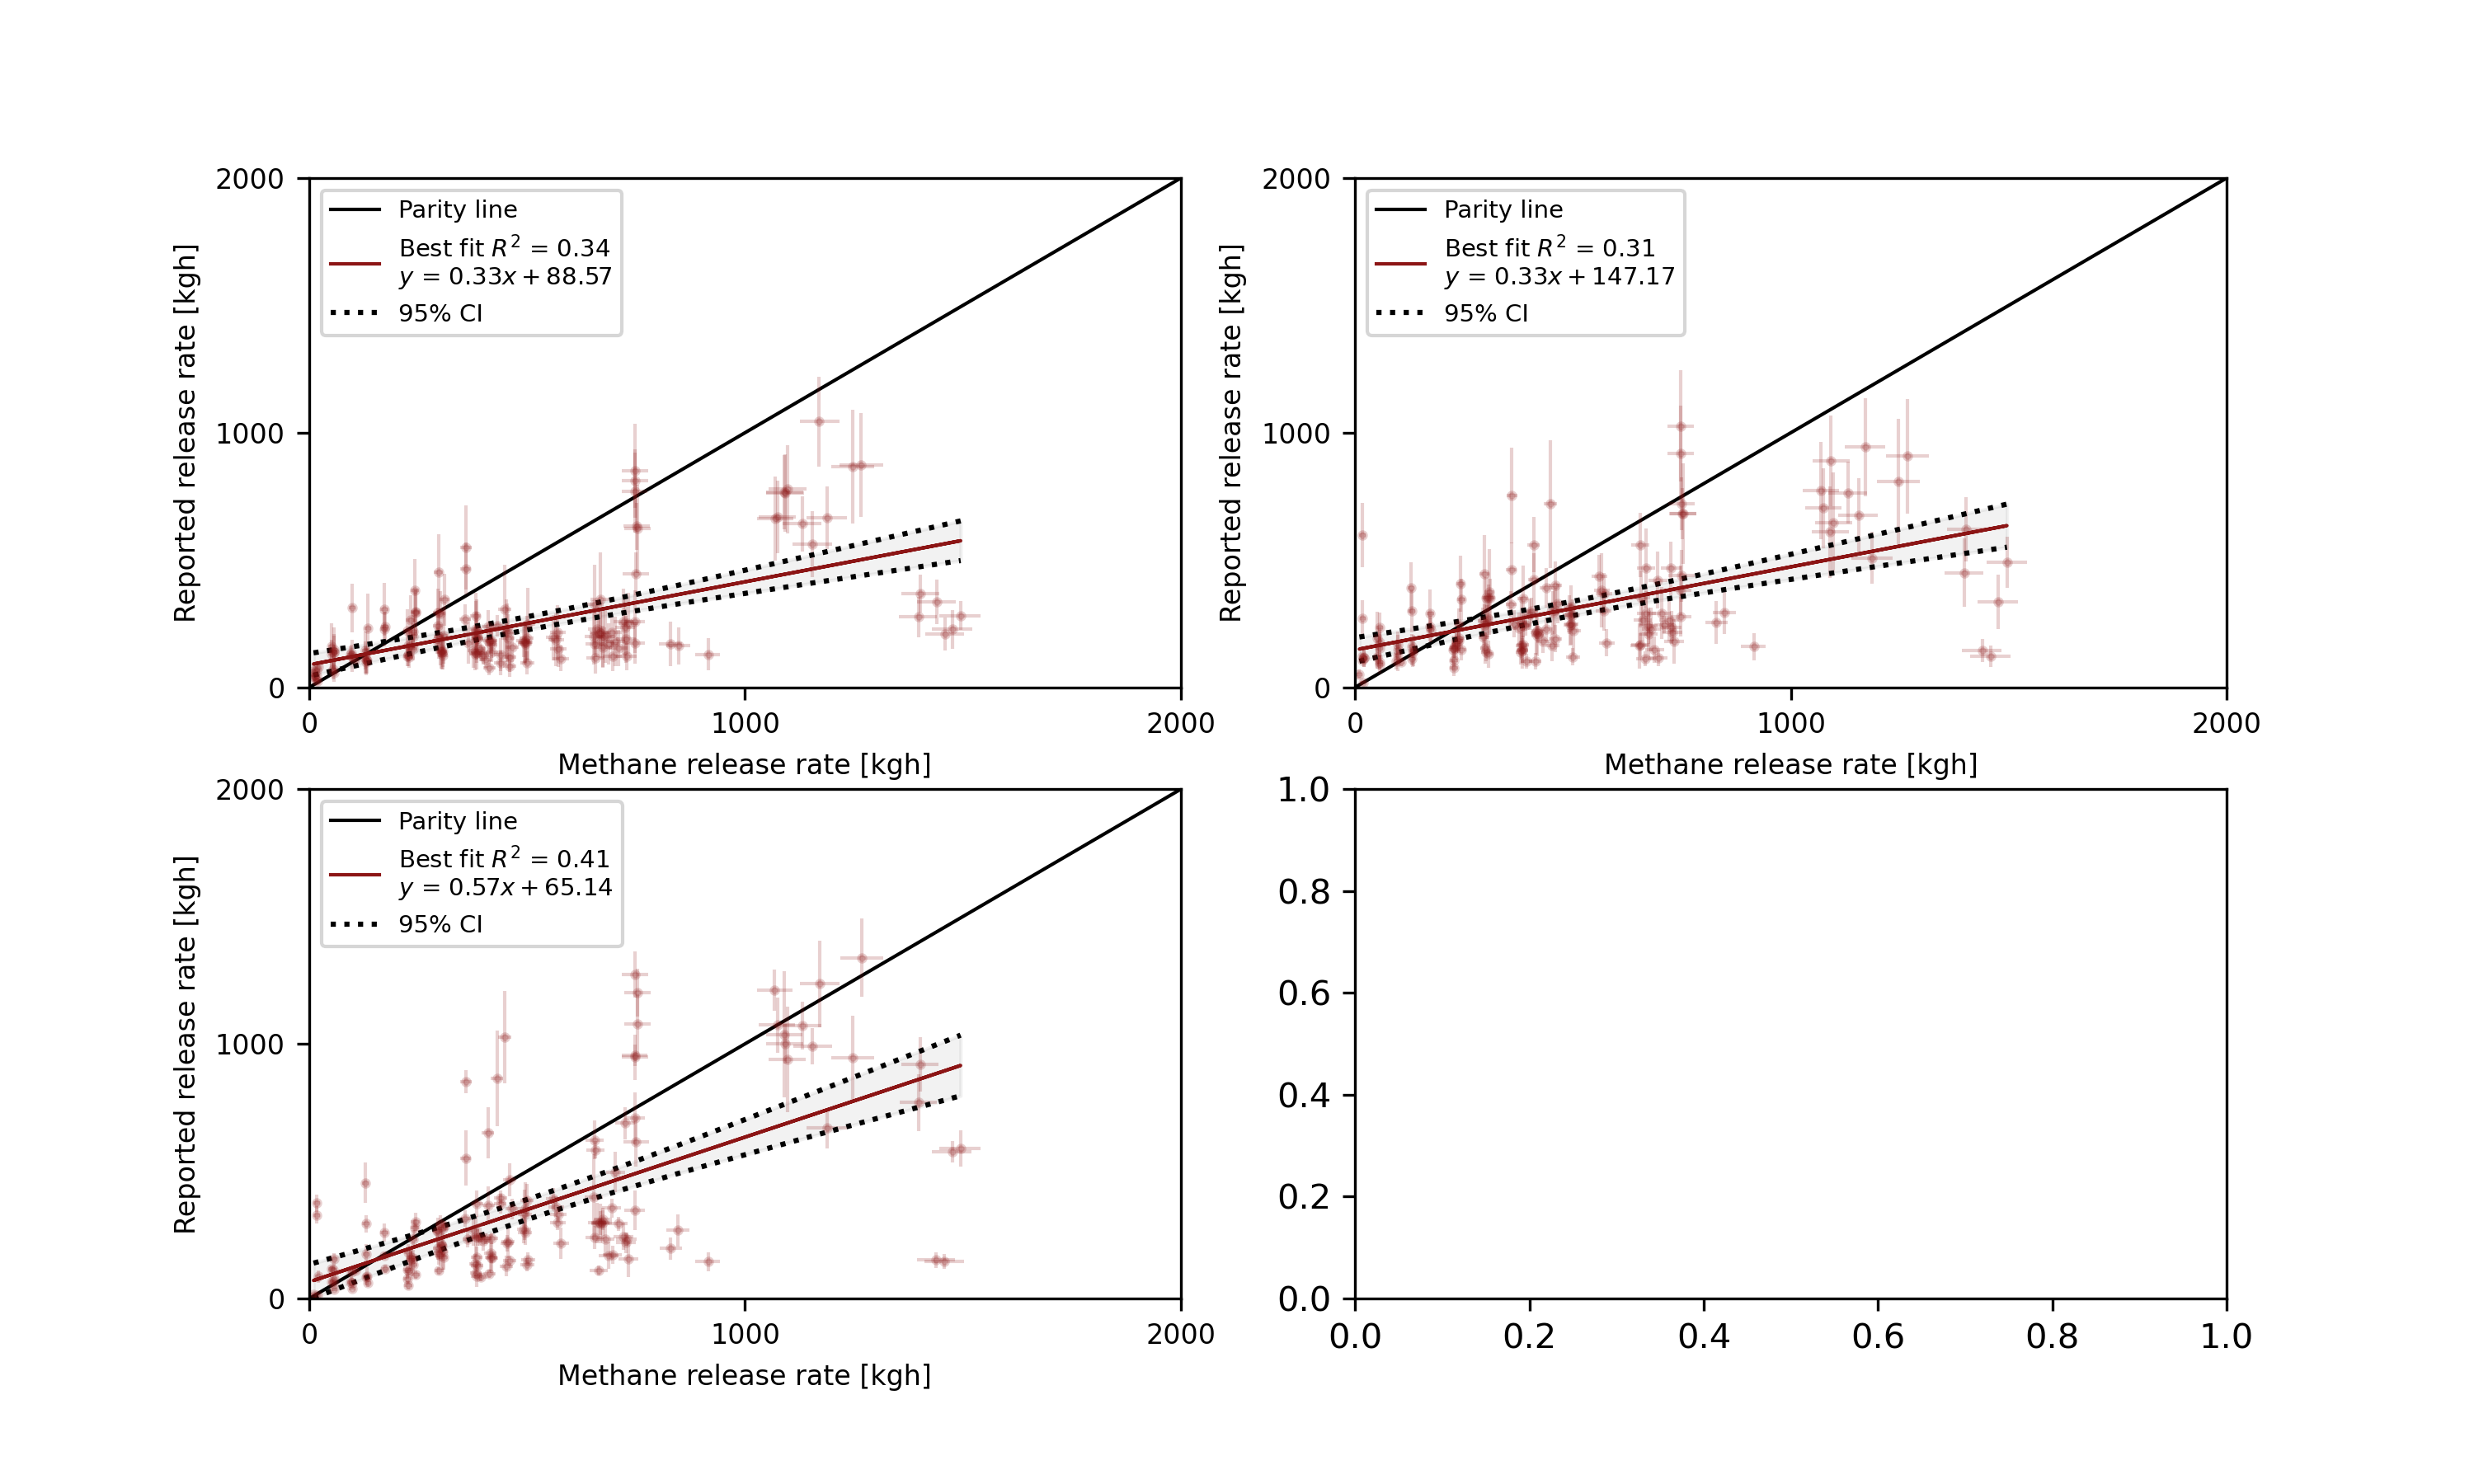 2000
1000
0
Reported release rate [kgh]
Parity line
Best fit R² = 0.34
y = 0.33x + 88.57
95% CI
0 1000 2000
Methane release rate [kgh]
2000
1000
0
Reported release rate [kgh]
Parity line
Best fit R² = 0.31
y = 0.33x + 147.17
95% CI
0 1000 2000
Methane release rate [kgh]
2000
1000
0
Reported release rate [kgh]
Parity line
Best fit R² = 0.41
y = 0.57x + 65.14
95% CI
0 1000 2000
Methane release rate [kgh]
1.0
0.8
0.6
0.4
0.2
0.0
0.0 0.2 0.4 0.6 0.8 1.0